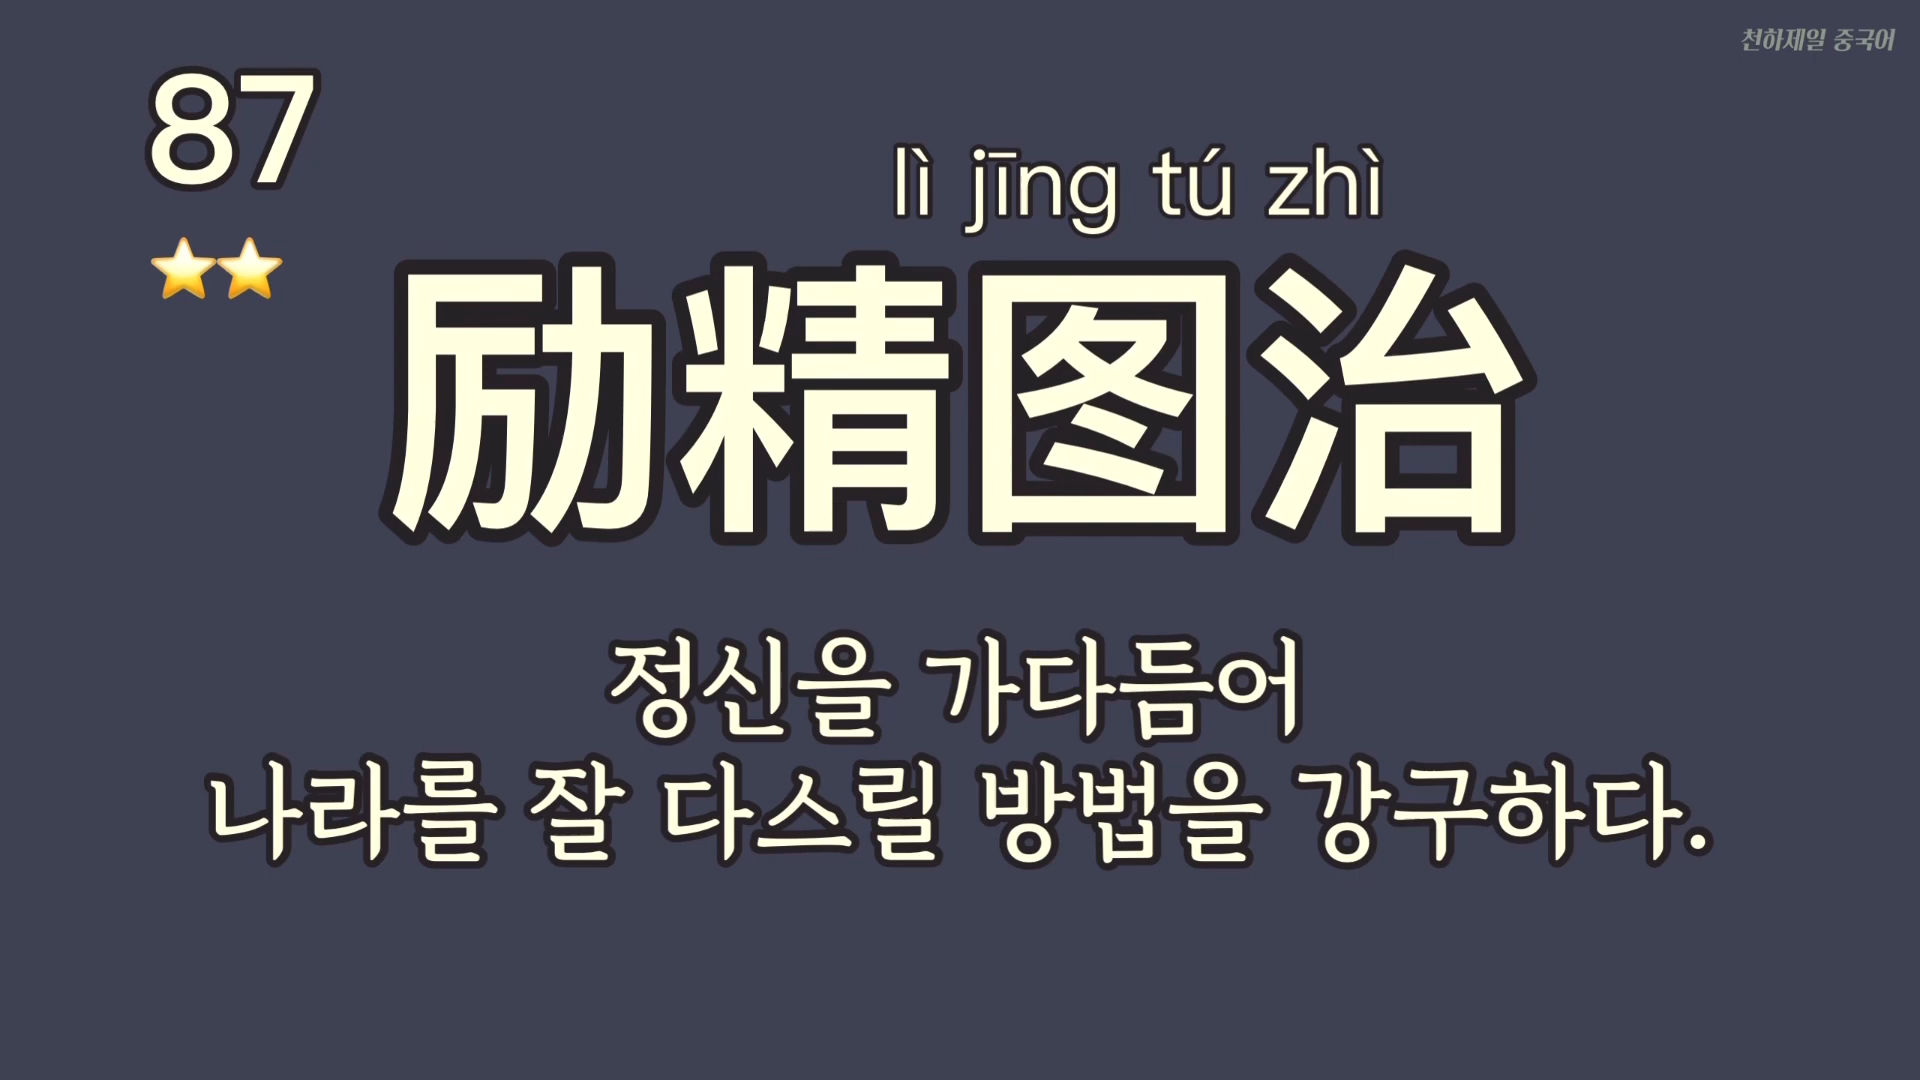 천하제일 중국어
87
⭐⭐
lì jīng tú zhì
励精图治
정신을 가다듬어
나라를 잘 다스릴 방법을 강구하다.